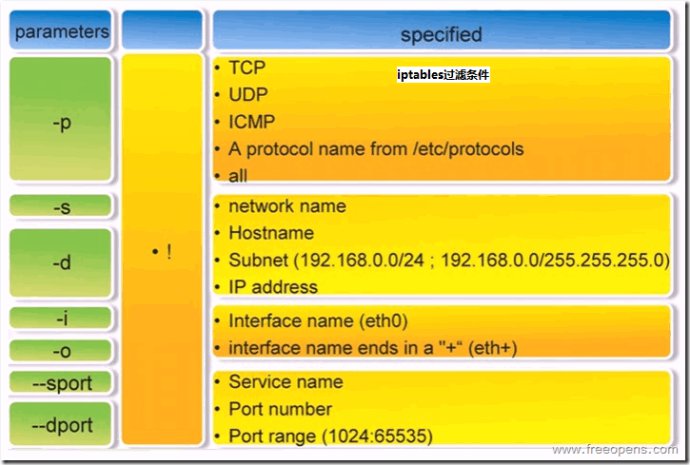 parameters
specified
iptables过滤条件
-p
• TCP
• UDP
• ICMP
• A protocol name from /etc/protocols
• all
-s
-d
• !
• network name
• Hostname
• Subnet (192.168.0.0/24 ; 192.168.0.0/255.255.255.0)
• IP address
-i
-o
• Interface name (eth0)
• interface name ends in a "+“ (eth+)
--sport
--dport
• Service name
• Port number
• Port range (1024:65535)
www.freeopens.com